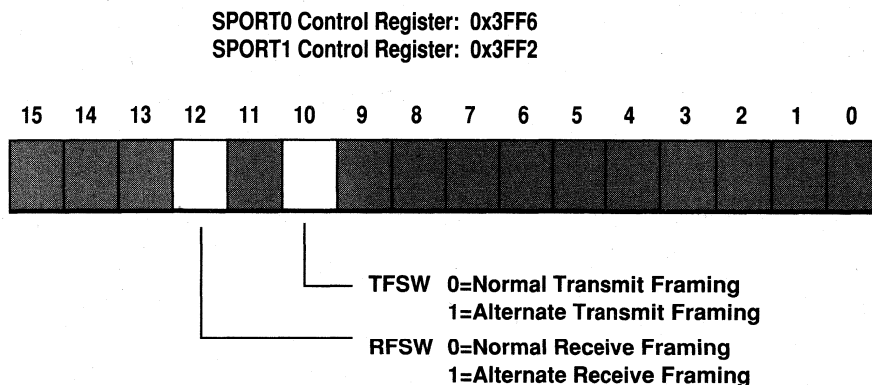 SPORT0 Control Register: 0x3FF6
SPORT1 Control Register: 0x3FF2
15 14 13 12 11 10 9 8 7 6 5 4 3 2 1 0
TFSW 0=Normal Transmit Framing
1=Alternate Transmit Framing
RFSW 0=Normal Receive Framing
1=Alternate Receive Framing